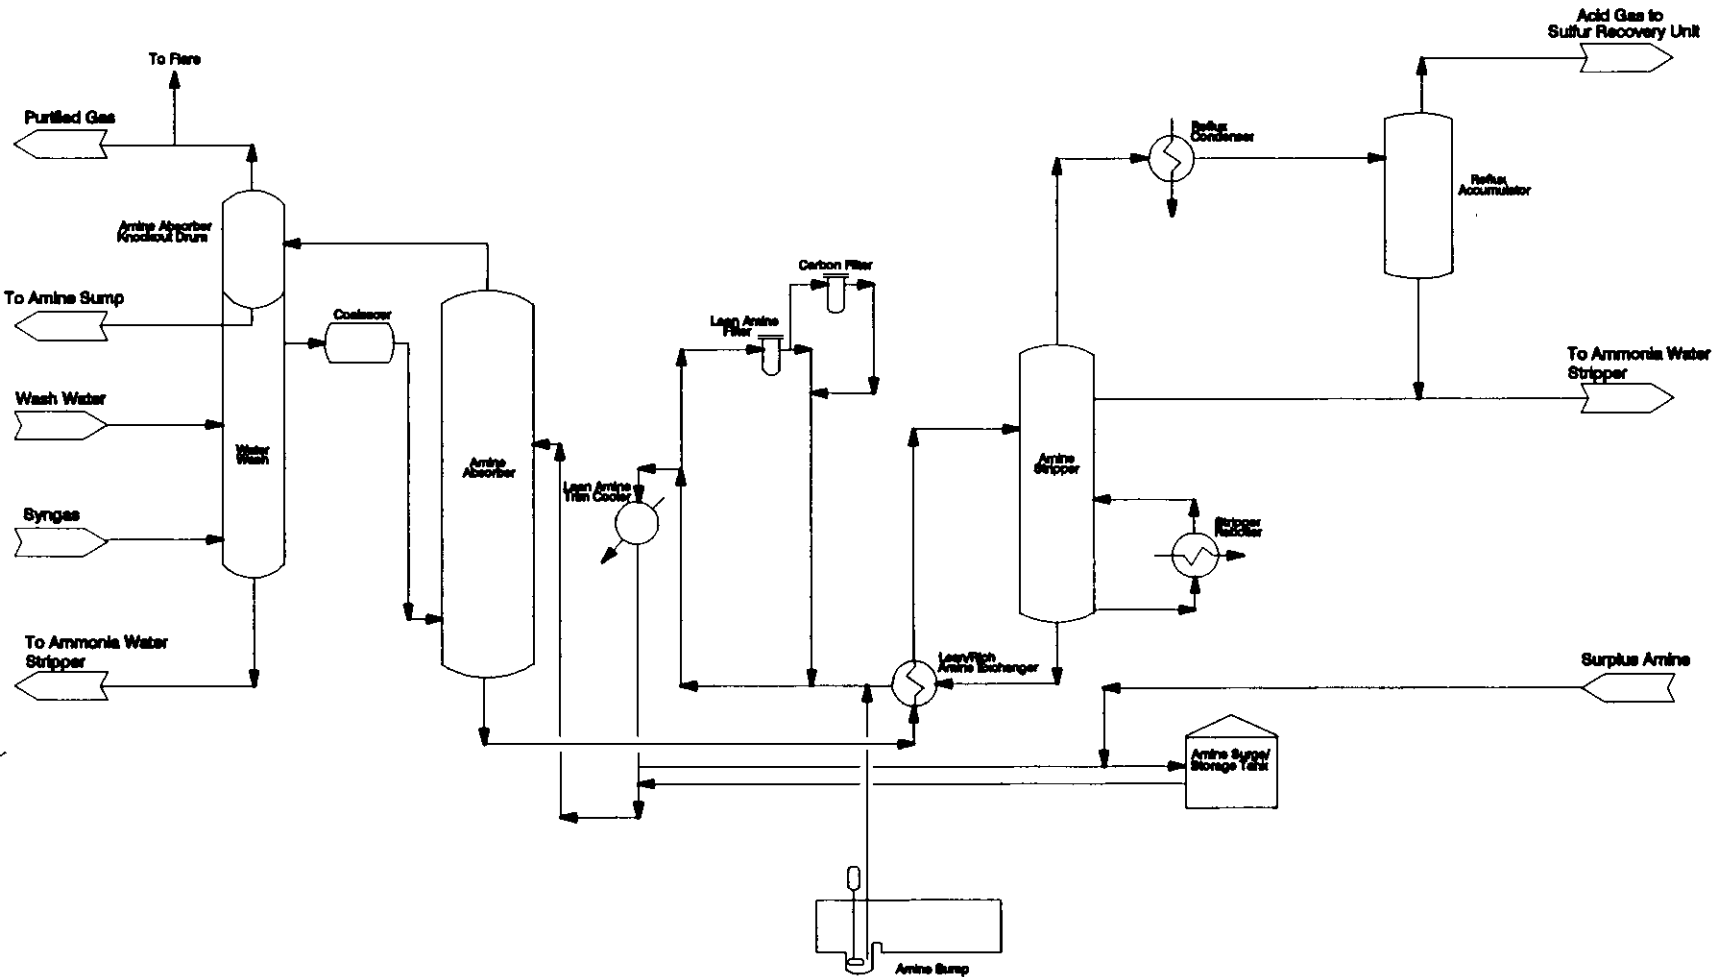 Acid Gas to
Sulfur Recovery Unit
To Flare
Purified Gas
Reflux
Condenser
Reflux
Accumulator
Amine Absorber
Knockout Drum
Carbon Filter
To Amine Sump
Coalescer
Lean Amine
Filter
To Ammonia Water
Stripper
Wash Water
Water
Wash
Amine
Absorber
Amine
Stripper
Lean Amine
Trim Cooler
Syngas
Stripper
Reboiler
To Ammonia Water
Stripper
Lean/Rich
Amine Exchanger
Surplus Amine
Amine Surge/
Storage Tank
Amine Sump